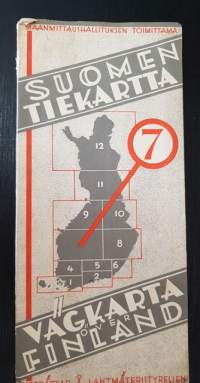 MAANMITTAUSHALLITUKSEN TOIMITTAMA
SUOMEN
TIEKARTTA
7
12
11
9 10
8
4 5 6
1 2
VÄGKARTA
ÖVER
FINLAND
LANTMÄTERISTYRELSEN